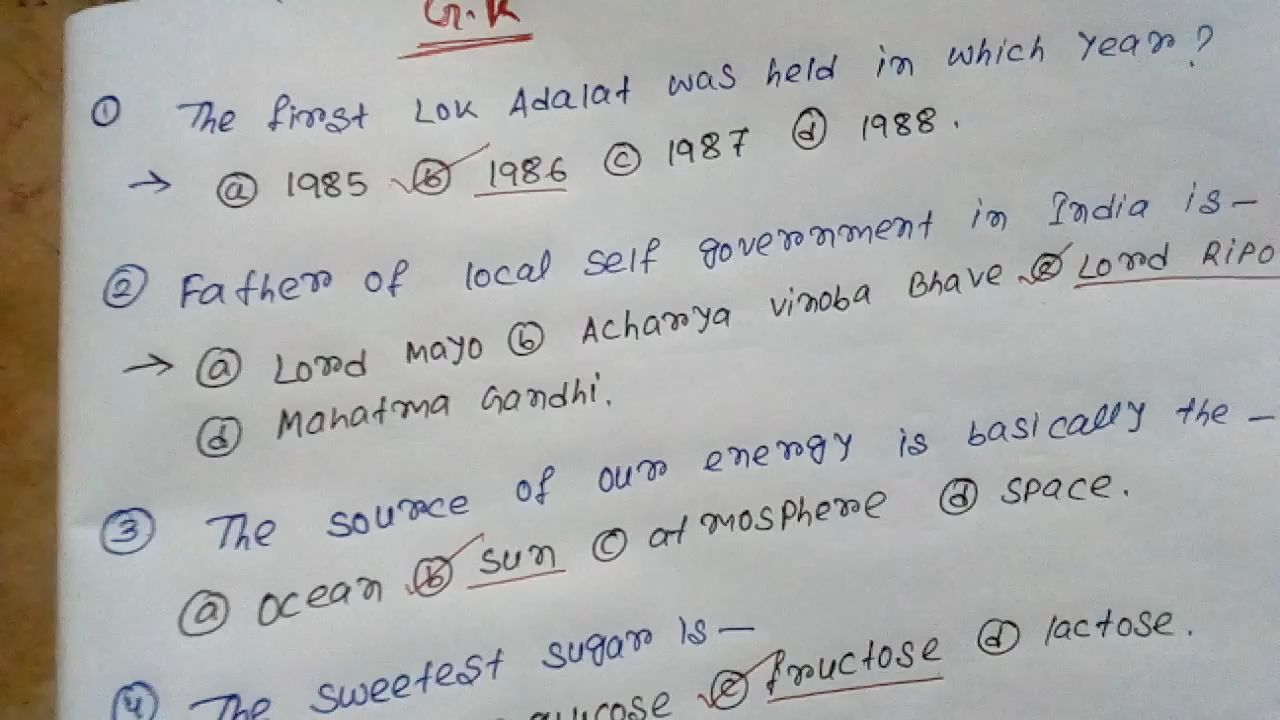 G.K
① The first Lok Adalat was held in which year?
→ ⓐ 1985 ⓑ 1986 ⓒ 1987 ⓓ 1988.
② Father of local self government in India is–
→ ⓐ Lord Mayo ⓑ Acharya vinoba Bhave ⓒ Lord Ripo
ⓓ Mahatma Gandhi.
③ The source of our energy is basically the –
ⓐ ocean ⓑ sun ⓒ atmosphere ⓓ space.
④ The sweetest sugar is –
ⓒ fructose ⓓ lactose.